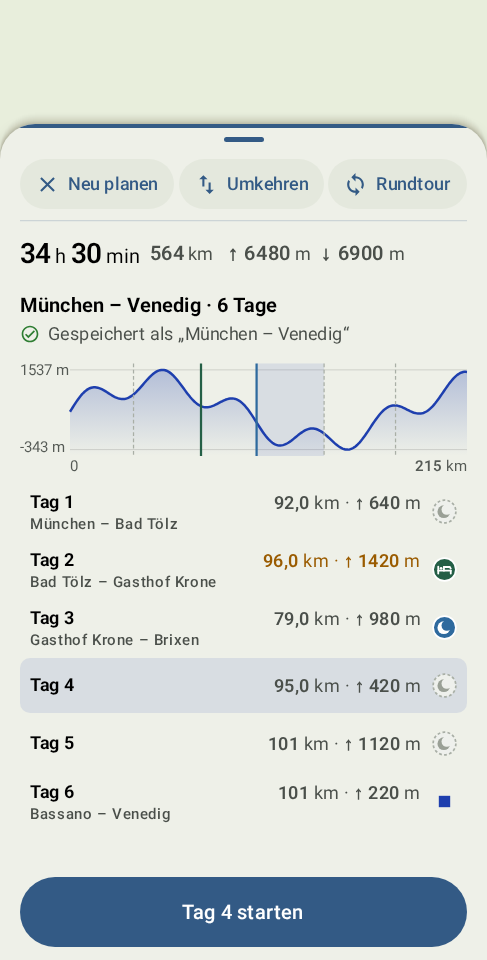 Neu planen
Umkehren
Rundtour
34 h 30 min 564 km ↑ 6480 m ↓ 6900 m
München – Venedig · 6 Tage
Gespeichert als „München – Venedig“
1537 m
-343 m
0
215 km
Tag 1
92,0 km · ↑ 640 m
München – Bad Tölz
Tag 2
96,0 km · ↑ 1420 m
Bad Tölz – Gasthof Krone
Tag 3
79,0 km · ↑ 980 m
Gasthof Krone – Brixen
Tag 4
95,0 km · ↑ 420 m
Tag 5
101 km · ↑ 1120 m
Tag 6
101 km · ↑ 220 m
Bassano – Venedig
Tag 4 starten